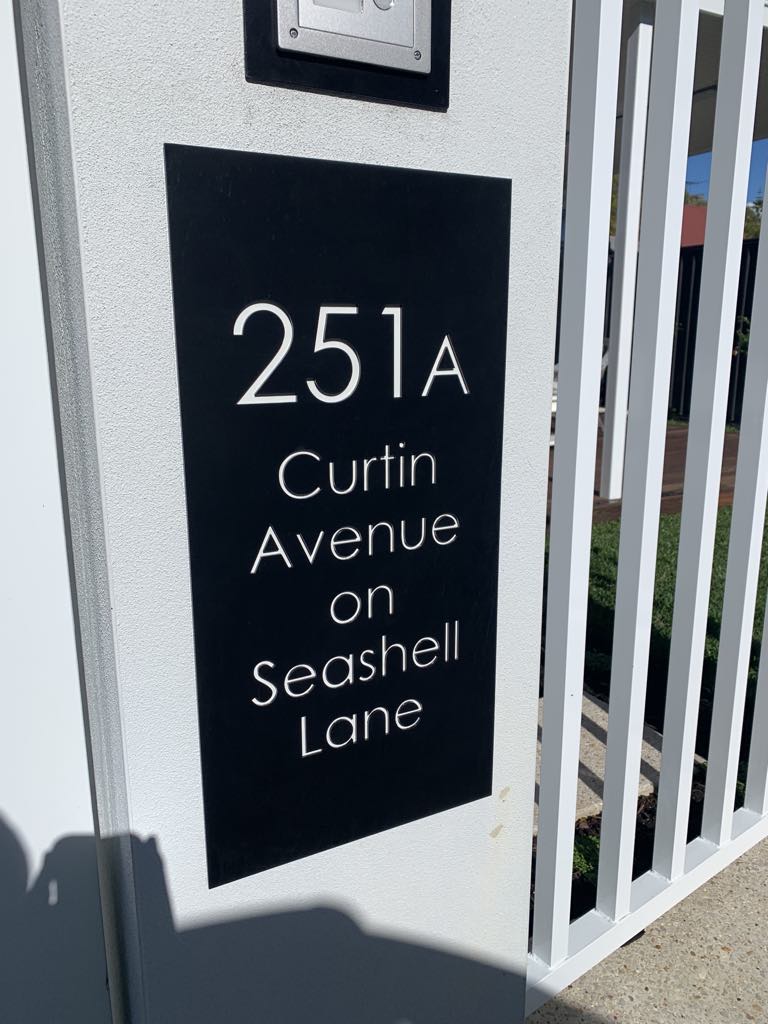 251A
Curtin
Avenue
on
Seashell
Lane